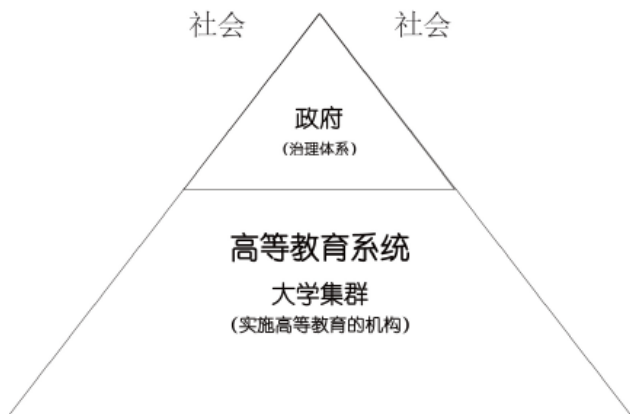 社会 社会
政府
(治理体系)
高等教育系统
大学集群
(实施高等教育的机构)